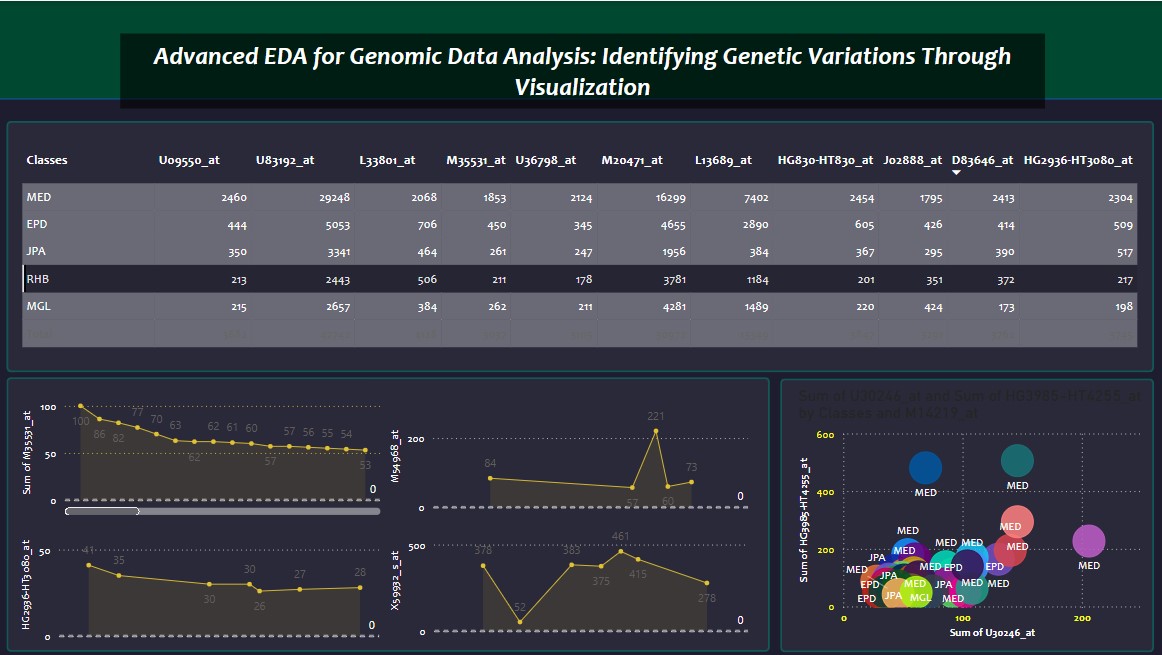 Advanced EDA for Genomic Data Analysis: Identifying Genetic Variations Through
Visualization
Classes U09550_at U83192_at L33801_at M35531_at U36798_at M20471_at L13689_at HG830-HT830_at J02888_at D83646_at HG2936-HT3080_at
MED 2460 29248 2068 1853 2124 16299 7402 2454 1795 2413 2304
EPD 444 5053 706 450 345 4655 2890 605 426 414 509
JPA 350 3341 464 261 247 1956 384 367 295 390 517
RHB 213 2443 506 211 178 3781 1184 201 351 372 217
MGL 215 2657 384 262 211 4281 1489 220 424 173 198
Sum of M35531_at
100
50
0
100 86 82 77 70 63 62 62 61 60 57 57 56 55 54 53
0
M54968_at
200
0
84 57 221 60 73
0
HG2936-HT3080_at
50
0
41 35 30 30 26 27 28
0
X59932_s_at
500
0
378 52 383 375 461 415 278
0
Sum of U30246_at and Sum of HG3985-HT4255_at
by Classes and M14219_at
Sum of HG3985-HT4255_at
600
400
200
0
MED
MED
MED
MED
MED
MED
MED
MED
MED
JPA
MED
MED
EPD
EPD
MED
JPA
EPD
MED
JPA
MED
MED
EPD
JPA
MGL
MED
0 100 200
Sum of U30246_at